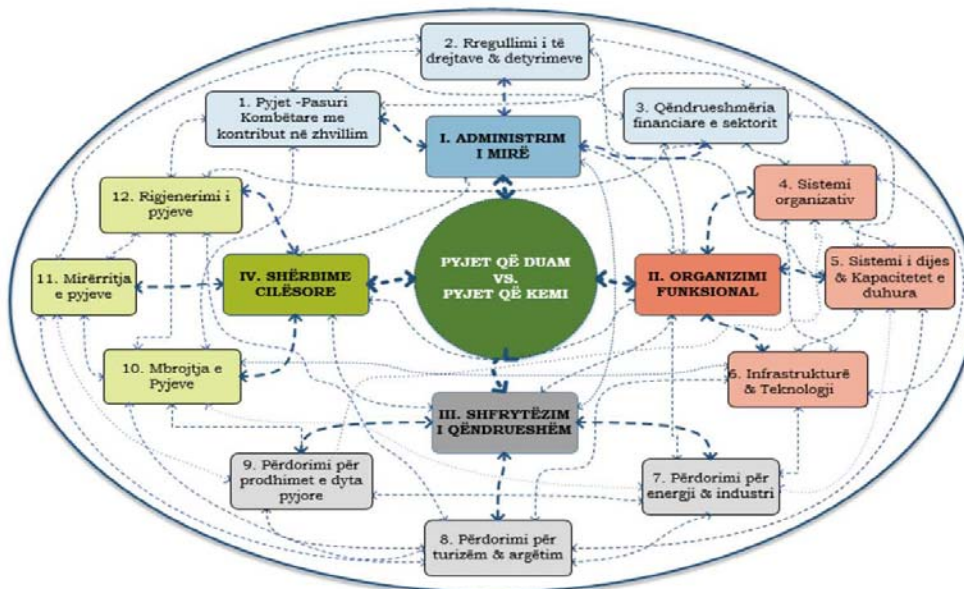 2. Rregullimi i të
drejtave & detyrimeve
1. Pyjet -Pasuri
Kombëtare me
kontribut në zhvillim
3. Qëndrueshmëria
financiare e sektorit
I. ADMINISTRIM
I MIRË
12. Rigjenerimi i
pyjeve
4. Sistemi
organizativ
11. Mirërritja
e pyjeve
IV. SHËRBIME
CILËSORE
PYJET QË DUAM
VS.
PYJET QË KEMI
II. ORGANIZIMI
FUNKSIONAL
5. Sistemi i dijes
& Kapacitetet e
duhura
10. Mbrojtja e
Pyjeve
6. Infrastrukturë
& Teknologji
III. SHFRYTËZIM
I QËNDRUESHËM
9. Përdorimi për
prodhimet e dyta
pyjore
7. Përdorimi për
energji & industri
8. Përdorimi për
turizëm & argëtim